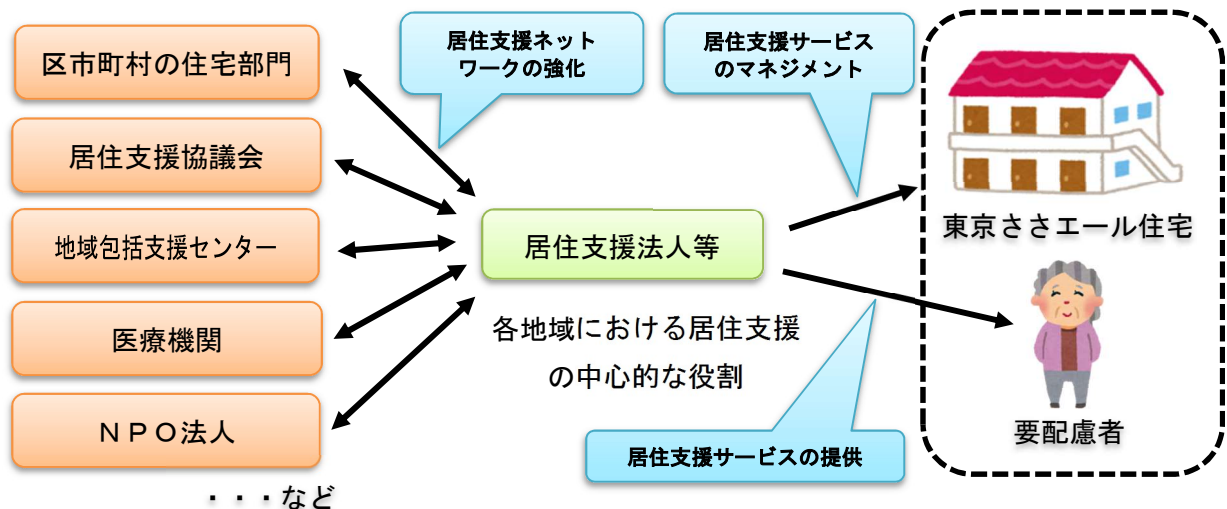 区市町村の住宅部門
居住支援協議会
地域包括支援センター
医療機関
ＮＰＯ法人
・・・など
居住支援ネット
ワークの強化
居住支援サービス
のマネジメント
居住支援法人等
各地域における居住支援
の中心的な役割
居住支援サービスの提供
東京ささエール住宅
要配慮者